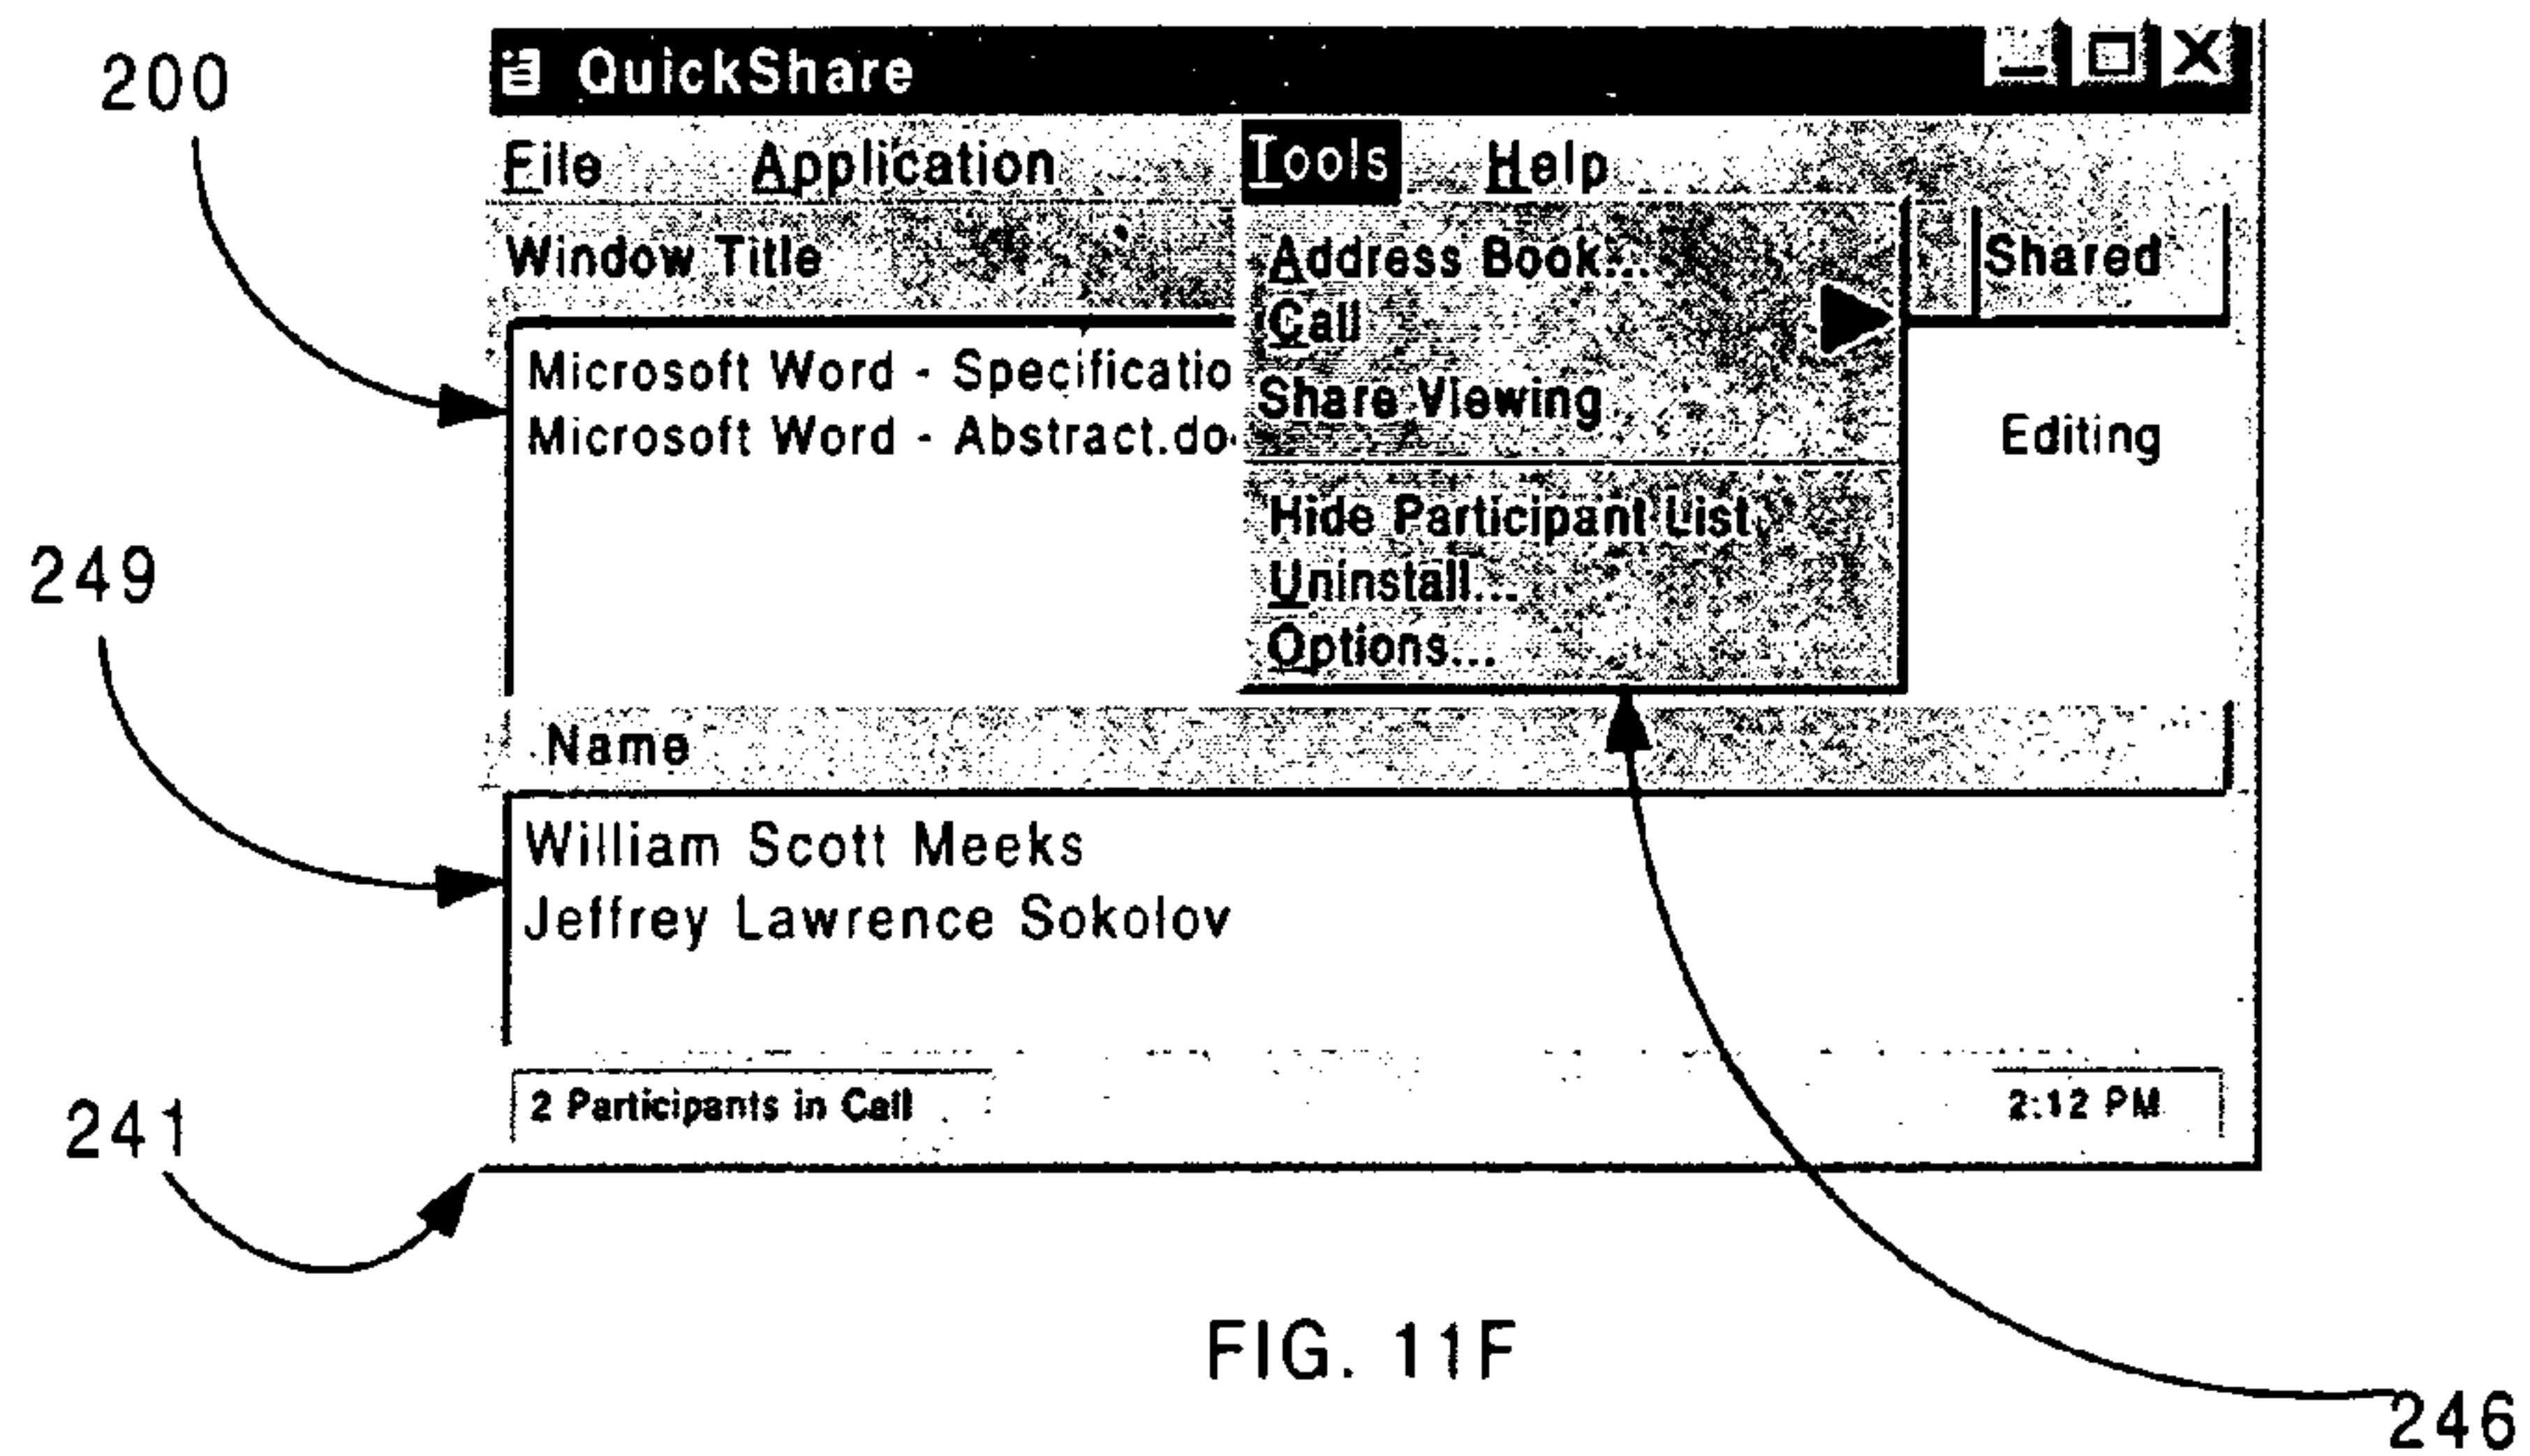 200
QuickShare
File Application Tools Help
Window Title
Address Book... Shared
Call
Microsoft Word - Specificatio
Share Viewing
Microsoft Word - Abstract.do
Editing
249
Hide Participant List
Uninstall...
Options...
Name
William Scott Meeks
Jeffrey Lawrence Sokolov
241
2 Participants in Call 2:12 PM
FIG. 11F
246